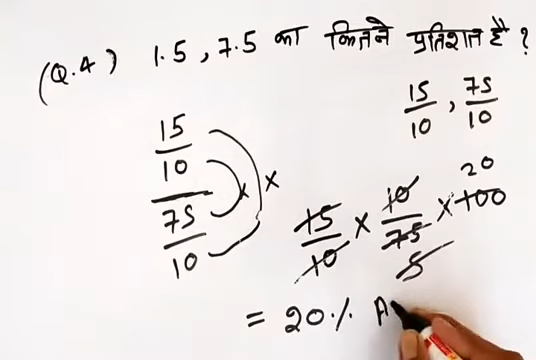 (Q.4) 1.5, 7.5 का कितने प्रतिशत है ?
15/10, 75/10
15/10
75/10
× ×
20
15/10 × 10/75 × 100
5
= 20% A